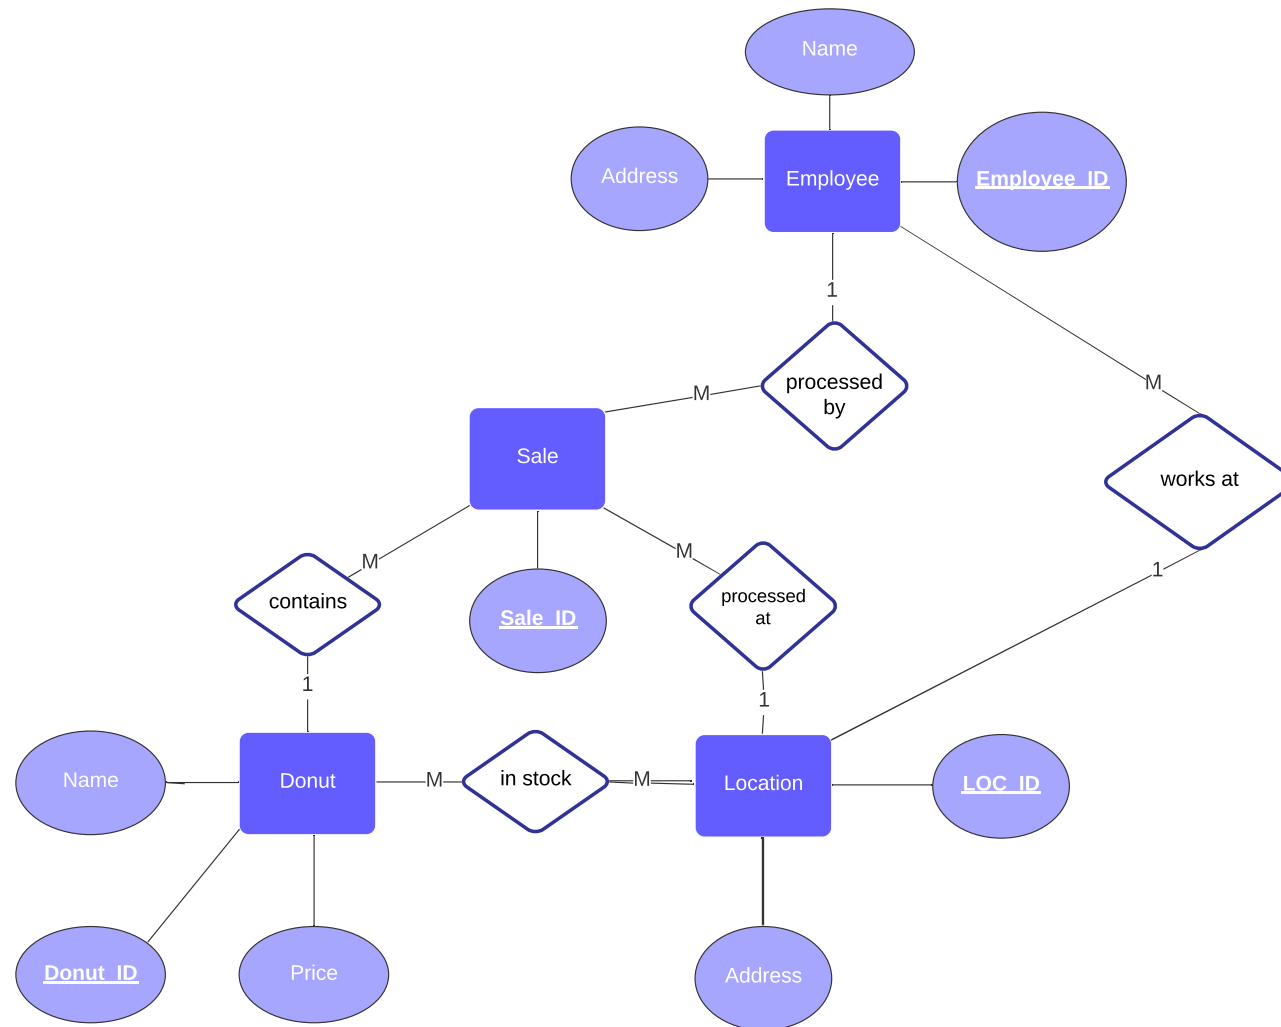 Name
Address
Employee
Employee_ID
1
M
processed
by
M
Sale
works at
M
M
1
contains
processed
at
Sale_ID
1
1
Name
Donut
M
in stock
M
Location
LOC_ID
Donut_ID
Price
Address